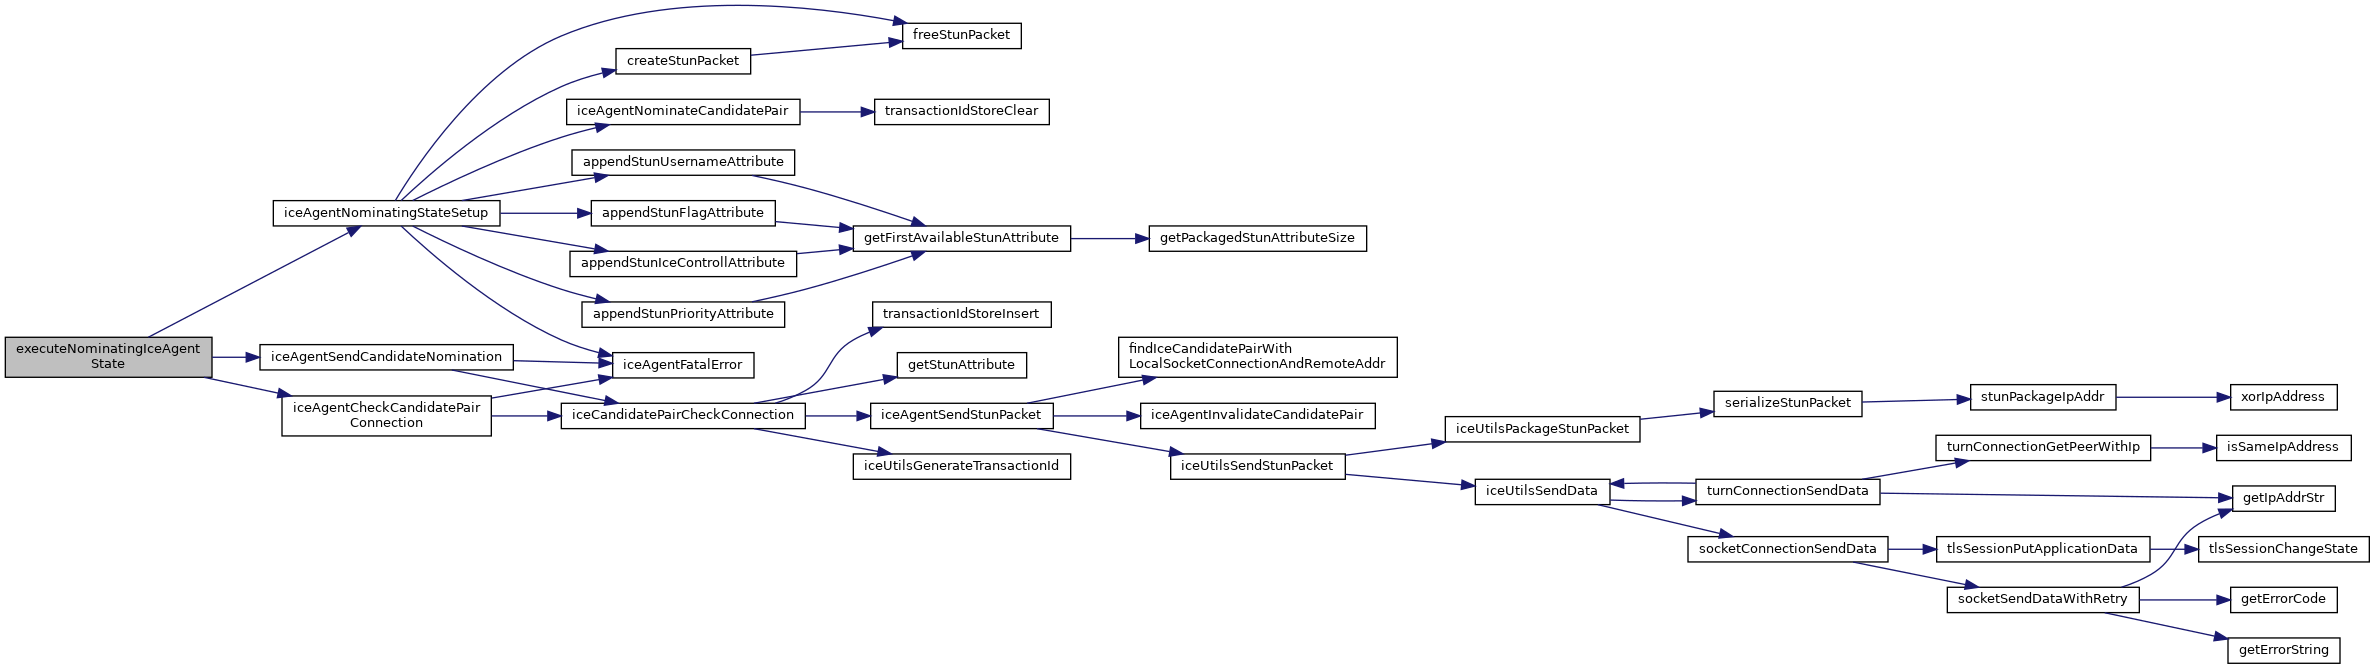 freeStunPacket
createStunPacket
iceAgentNominateCandidatePair
transactionIdStoreClear
appendStunUsernameAttribute
iceAgentNominatingStateSetup
appendStunFlagAttribute
getFirstAvailableStunAttribute
getPackagedStunAttributeSize
appendStunIceControllAttribute
appendStunPriorityAttribute
transactionIdStoreInsert
executeNominatingIceAgent
State
iceAgentSendCandidateNomination
iceAgentFatalError
getStunAttribute
findIceCandidatePairWith
LocalSocketConnectionAndRemoteAddr
iceAgentCheckCandidatePair
Connection
iceCandidatePairCheckConnection
iceAgentSendStunPacket
iceAgentInvalidateCandidatePair
iceUtilsGenerateTransactionId
iceUtilsSendStunPacket
iceUtilsPackageStunPacket
serializeStunPacket
stunPackageIpAddr
xorIpAddress
turnConnectionGetPeerWithIp
isSameIpAddress
iceUtilsSendData
turnConnectionSendData
getIpAddrStr
socketConnectionSendData
tlsSessionPutApplicationData
tlsSessionChangeState
socketSendDataWithRetry
getErrorCode
getErrorString